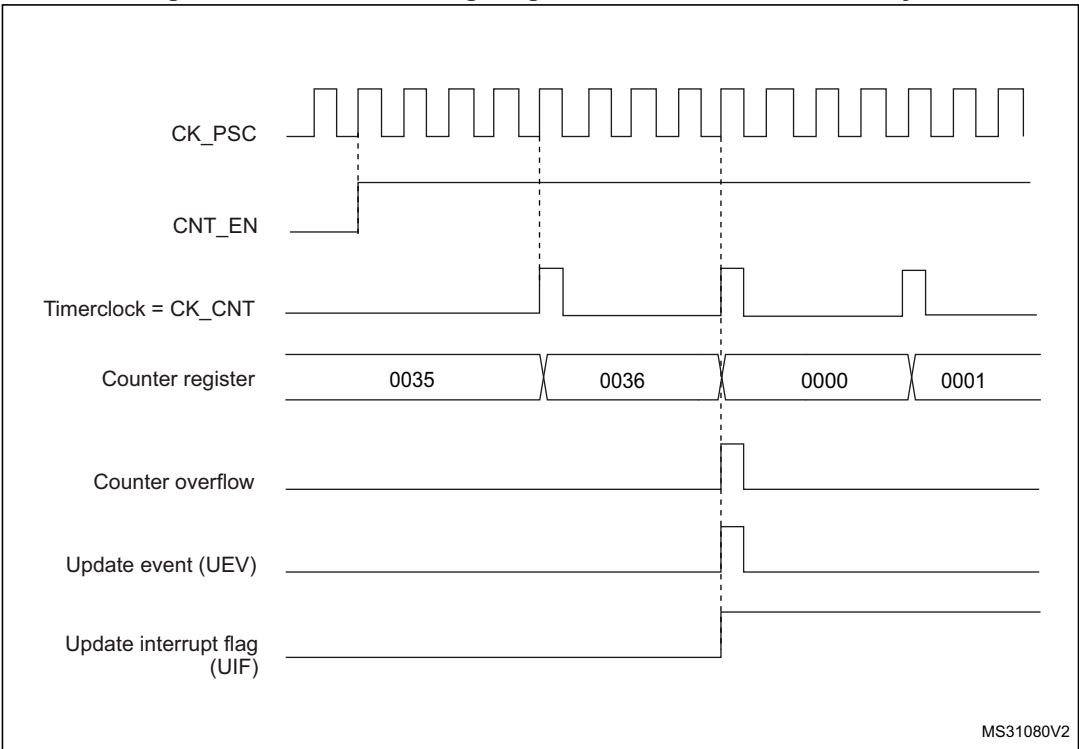 CK_PSC
CNT_EN
Timerclock = CK_CNT
Counter register
0035
0036
0000
0001
Counter overflow
Update event (UEV)
Update interrupt flag
(UIF)
MS31080V2